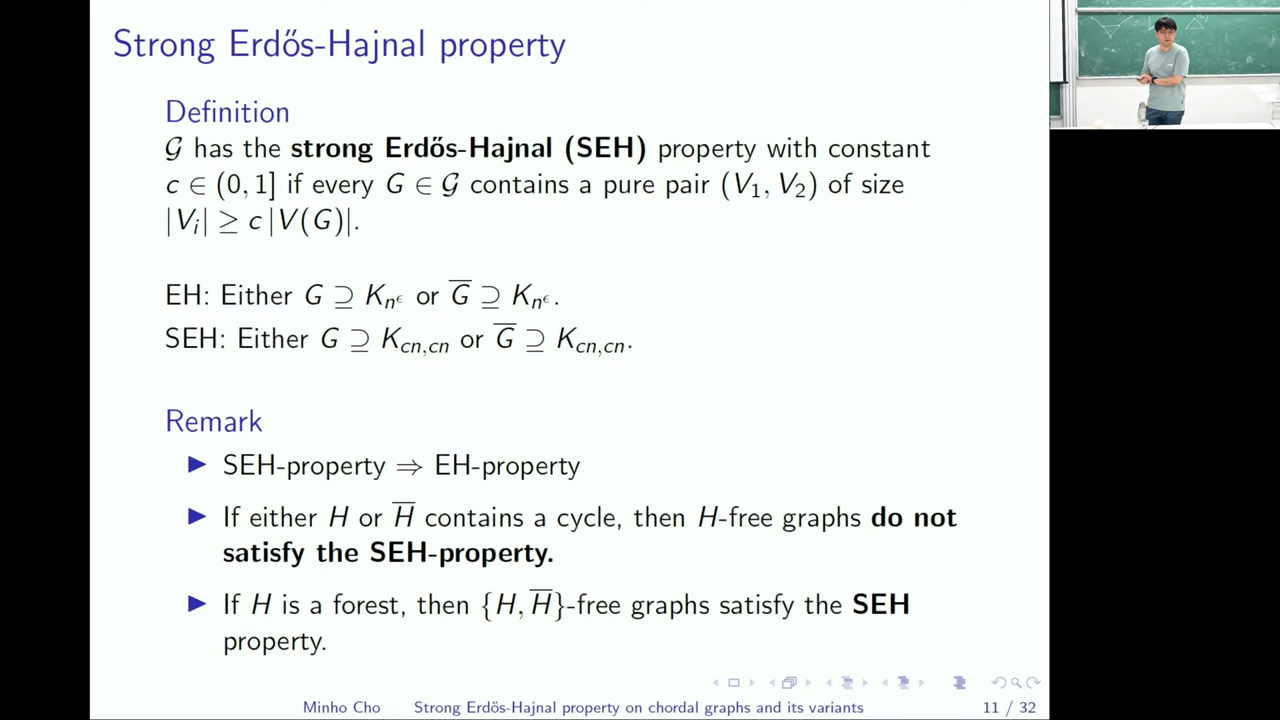 Strong Erdős-Hajnal property
Definition
𝒢 has the strong Erdős-Hajnal (SEH) property with constant
c ∈ (0, 1] if every G ∈ 𝒢 contains a pure pair (V₁, V₂) of size
|Vᵢ| ≥ c |V(G)|.
EH: Either G ⊇ K_{n^ϵ} or G̅ ⊇ K_{n^ϵ}.
SEH: Either G ⊇ K_{cn,cn} or G̅ ⊇ K_{cn,cn}.
Remark
▶ SEH-property ⇒ EH-property
▶ If either H or H̅ contains a cycle, then H-free graphs do not
satisfy the SEH-property.
▶ If H is a forest, then {H, H̅}-free graphs satisfy the SEH
property.
Minho Cho Strong Erdős-Hajnal property on chordal graphs and its variants 11 / 32